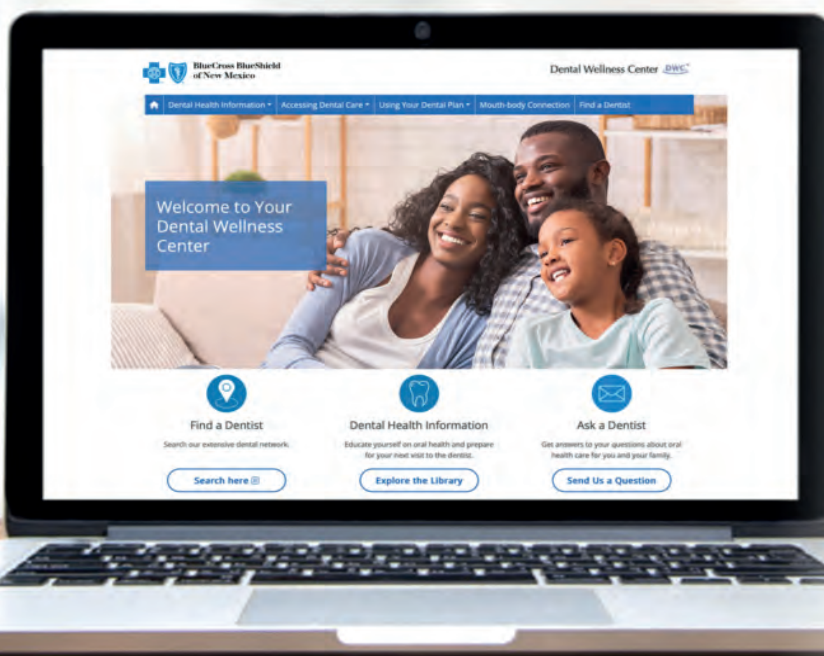 BlueCross BlueShield
of New Mexico
Dental Wellness Center DWC
Dental Health Information
Accessing Dental Care
Using Your Dental Plan
Mouth-body Connection
Find a Dentist
Welcome to Your
Dental Wellness
Center
Find a Dentist
Search our extensive dental network.
Search here
Dental Health Information
Educate yourself on oral health and prepare
for your next visit to the dentist.
Explore the Library
Ask a Dentist
Get answers to your questions about oral
health care for you and your family.
Send Us a Question